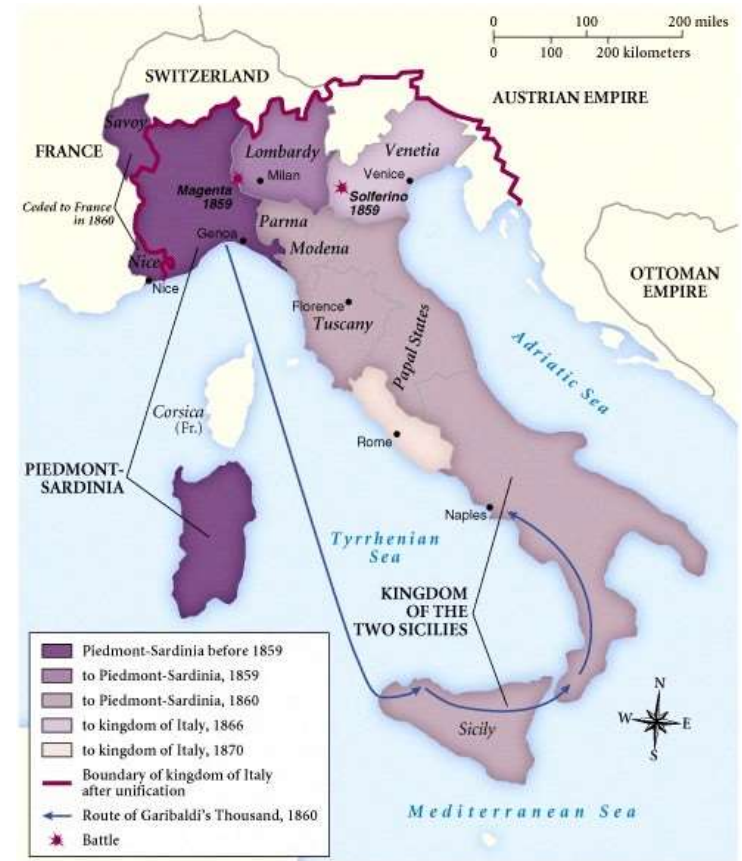 0 100 200 miles
0 100 200 kilometers
SWITZERLAND
AUSTRIAN EMPIRE
Savoy
FRANCE
Lombardy
Venetia
Milan
Venice
Magenta
1859
Solferino
1859
Ceded to France
in 1860
Parma
Genoa
Modena
Nice
Nice
OTTOMAN
EMPIRE
Florence
Tuscany
Papal States
Adriatic Sea
Corsica
(Fr.)
Rome
PIEDMONT-
SARDINIA
Naples
Tyrrhenian
Sea
KINGDOM
OF THE
TWO SICILIES
Sicily
N
W E
S
Mediterranean Sea
Piedmont-Sardinia before 1859
to Piedmont-Sardinia, 1859
to Piedmont-Sardinia, 1860
to kingdom of Italy, 1866
to kingdom of Italy, 1870
Boundary of kingdom of Italy
after unification
Route of Garibaldi's Thousand, 1860
Battle